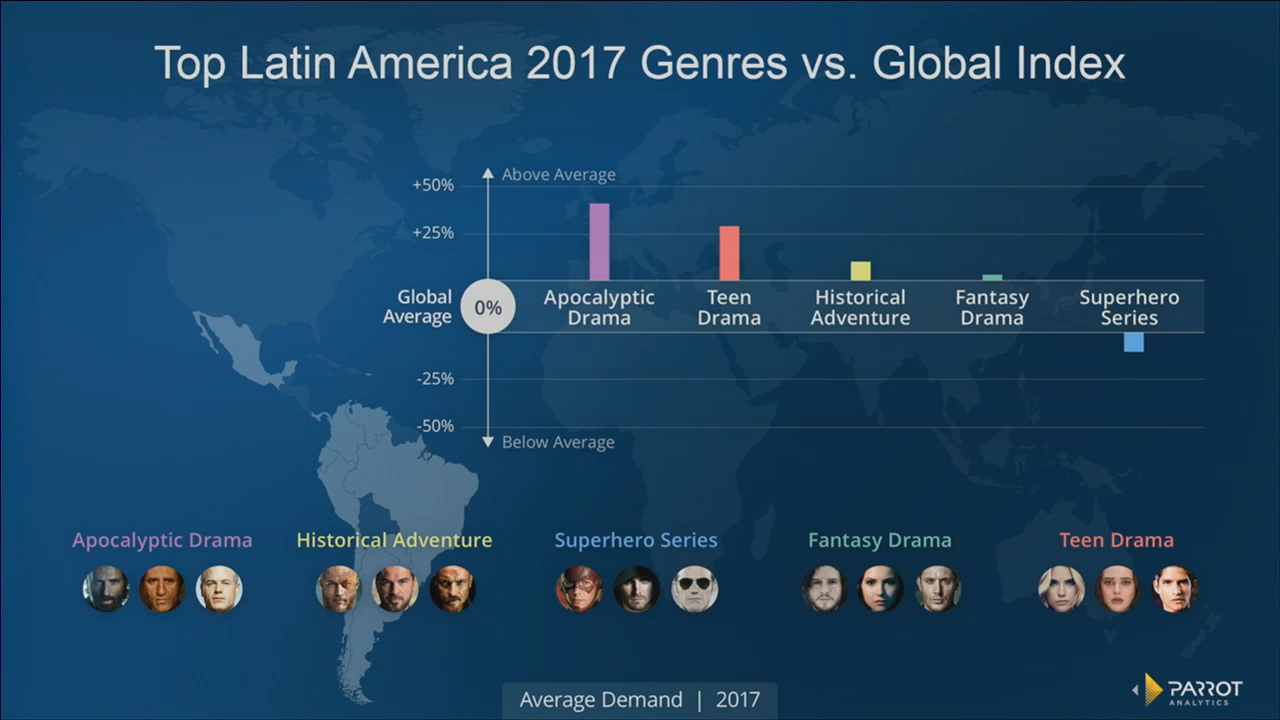 Top Latin America 2017 Genres vs. Global Index
Above Average
+50%
+25%
Global
Average
0%
Apocalyptic
Drama
Teen
Drama
Historical
Adventure
Fantasy
Drama
Superhero
Series
-25%
-50%
Below Average
Apocalyptic Drama
Historical Adventure
Superhero Series
Fantasy Drama
Teen Drama
Average Demand | 2017
PARROT
ANALYTICS